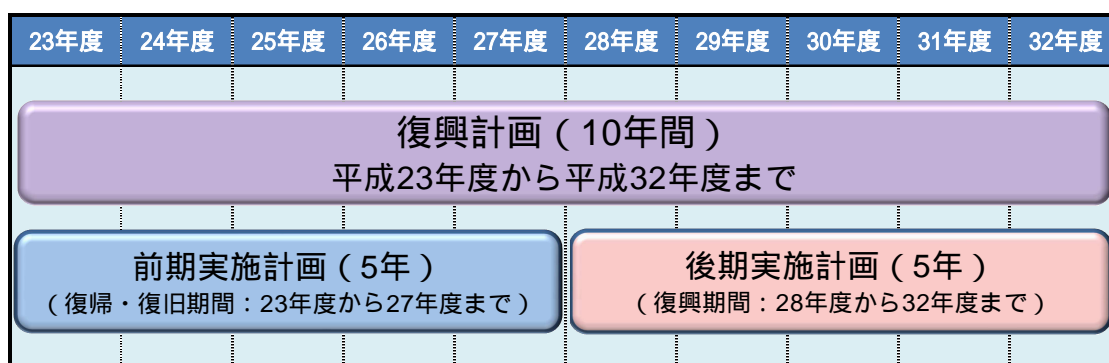 23年度 24年度 25年度 26年度 27年度 28年度 29年度 30年度 31年度 32年度
復興計画（10年間）
平成23年度から平成32年度まで
前期実施計画（5年）
（復帰・復旧期間：23年度から27年度まで）
後期実施計画（5年）
（復興期間：28年度から32年度まで）